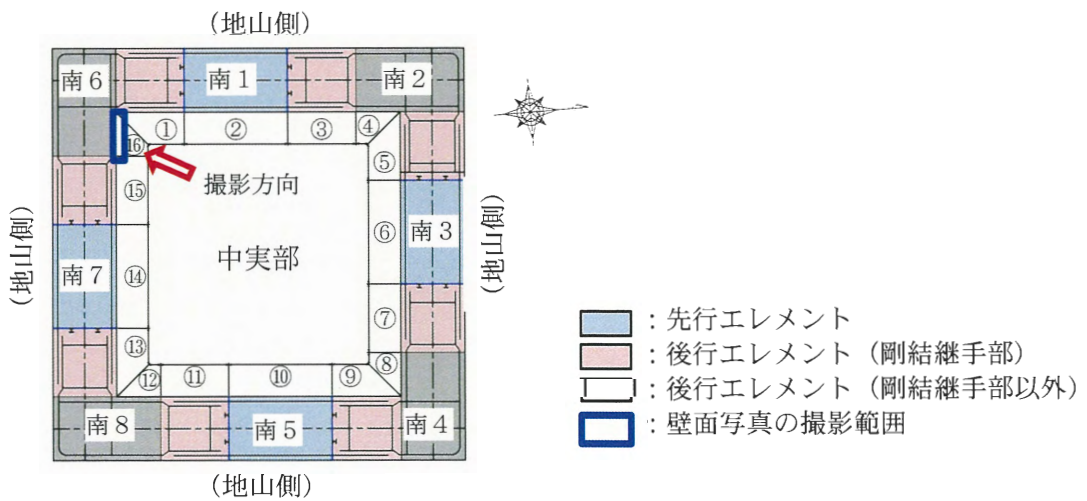 (地山側)
南6
南1
南2
①
②
③
④
⑯
⑤
撮影方向
⑮
⑥
南3
(地山側)
(地山側)
中実部
南7
⑭
⑦
⑬
⑧
⑫
⑪
⑩
⑨
南8
南5
南4
(地山側)
:先行エレメント
:後行エレメント(剛結継手部)
:後行エレメント(剛結継手部以外)
:壁面写真の撮影範囲